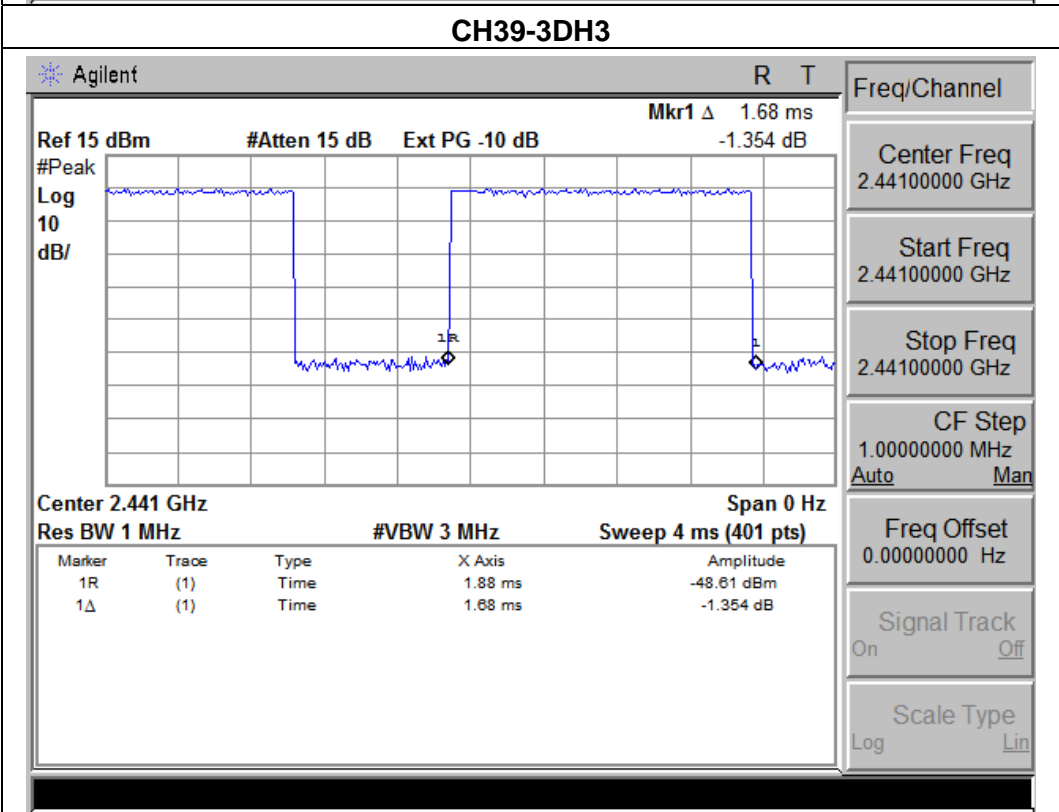 CH39-3DH3
Agilent R T
Mkr1 Δ 1.68 ms
Ref 15 dBm #Atten 15 dB Ext PG -10 dB -1.354 dB
#Peak
Log
10
dB/
1R
1
Center 2.441 GHz Span 0 Hz
Res BW 1 MHz #VBW 3 MHz Sweep 4 ms (401 pts)
Marker Trace Type X Axis Amplitude
1R (1) Time 1.88 ms -48.61 dBm
1Δ (1) Time 1.68 ms -1.354 dB
Freq/Channel
Center Freq
2.44100000 GHz
Start Freq
2.44100000 GHz
Stop Freq
2.44100000 GHz
CF Step
1.00000000 MHz
Auto Man
Freq Offset
0.00000000 Hz
Signal Track
On Off
Scale Type
Log Lin